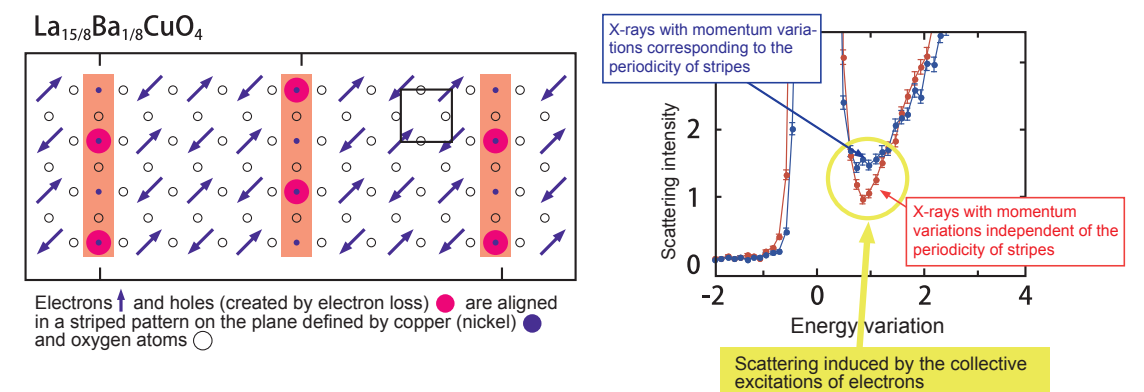 La15/8Ba1/8CuO4
Electrons and holes (created by electron loss) are aligned
in a striped pattern on the plane defined by copper (nickel)
and oxygen atoms
X-rays with momentum varia-
tions corresponding to the
periodicity of stripes
Scattering intensity
2
1
0
-2
0
2
4
Energy variation
X-rays with momentum
variations independent of the
periodicity of stripes
Scattering induced by the collective
excitations of electrons